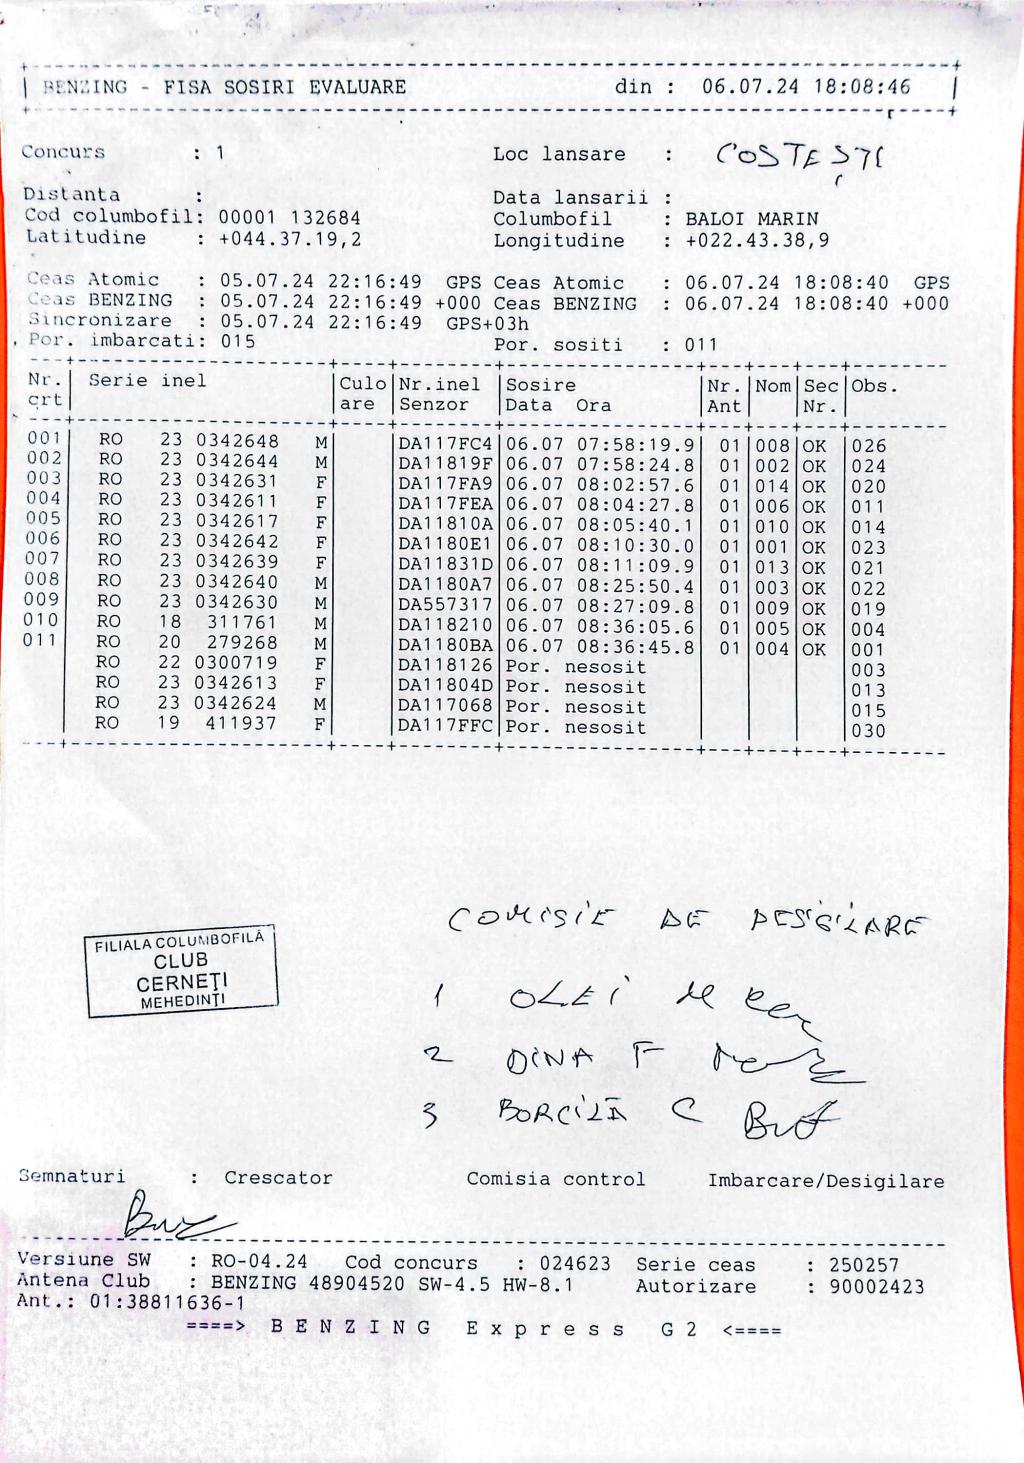 BENZING - FISA SOSIRI EVALUARE din : 06.07.24 18:08:46
Concurs : 1 Loc lansare : COSTEȘTI
Distanta : Data lansarii :
Cod columbofil: 00001 132684 Columbofil : BALOI MARIN
Latitudine : +044.37.19,2 Longitudine : +022.43.38,9
Ceas Atomic : 05.07.24 22:16:49 GPS Ceas Atomic : 06.07.24 18:08:40 GPS
Ceas BENZING : 05.07.24 22:16:49 +000 Ceas BENZING : 06.07.24 18:08:40 +000
Sincronizare : 05.07.24 22:16:49 GPS+03h
Por. imbarcati: 015 Por. sositi : 011
Nr. Serie inel Culo Nr.inel Sosire Nr. Nom Sec Obs.
crt are Senzor Data Ora Ant Nr.
001 RO 23 0342648 M DA117FC4 06.07 07:58:19.9 01 008 OK 026
002 RO 23 0342644 M DA11819F 06.07 07:58:24.8 01 002 OK 024
003 RO 23 0342631 F DA117FA9 06.07 08:02:57.6 01 014 OK 020
004 RO 23 0342611 F DA117FEA 06.07 08:04:27.8 01 006 OK 011
005 RO 23 0342617 F DA11810A 06.07 08:05:40.1 01 010 OK 014
006 RO 23 0342642 F DA1180E1 06.07 08:10:30.0 01 001 OK 023
007 RO 23 0342639 F DA11831D 06.07 08:11:09.9 01 013 OK 021
008 RO 23 0342640 M DA1180A7 06.07 08:25:50.4 01 003 OK 022
009 RO 23 0342630 M DA557317 06.07 08:27:09.8 01 009 OK 019
010 RO 18 311761 M DA118210 06.07 08:36:05.6 01 005 OK 004
011 RO 20 279268 M DA1180BA 06.07 08:36:45.8 01 004 OK 001
RO 22 0300719 F DA118126 Por. nesosit 003
RO 23 0342613 F DA11804D Por. nesosit 013
RO 23 0342624 M DA117068 Por. nesosit 015
RO 19 411937 F DA117FFC Por. nesosit 030
COMISIE DE DESIGILARE
FILIALA COLUMBOFILĂ
CLUB
CERNEȚI
MEHEDINȚI
1 OLEI M
2 DINA F
3 BORCILĂ C
Semnaturi : Crescator Comisia control Imbarcare/Desigilare
Versiune SW : RO-04.24 Cod concurs : 024623 Serie ceas : 250257
Antena Club : BENZING 48904520 SW-4.5 HW-8.1 Autorizare : 90002423
Ant.: 01:38811636-1
====> B E N Z I N G E x p r e s s G 2 <====